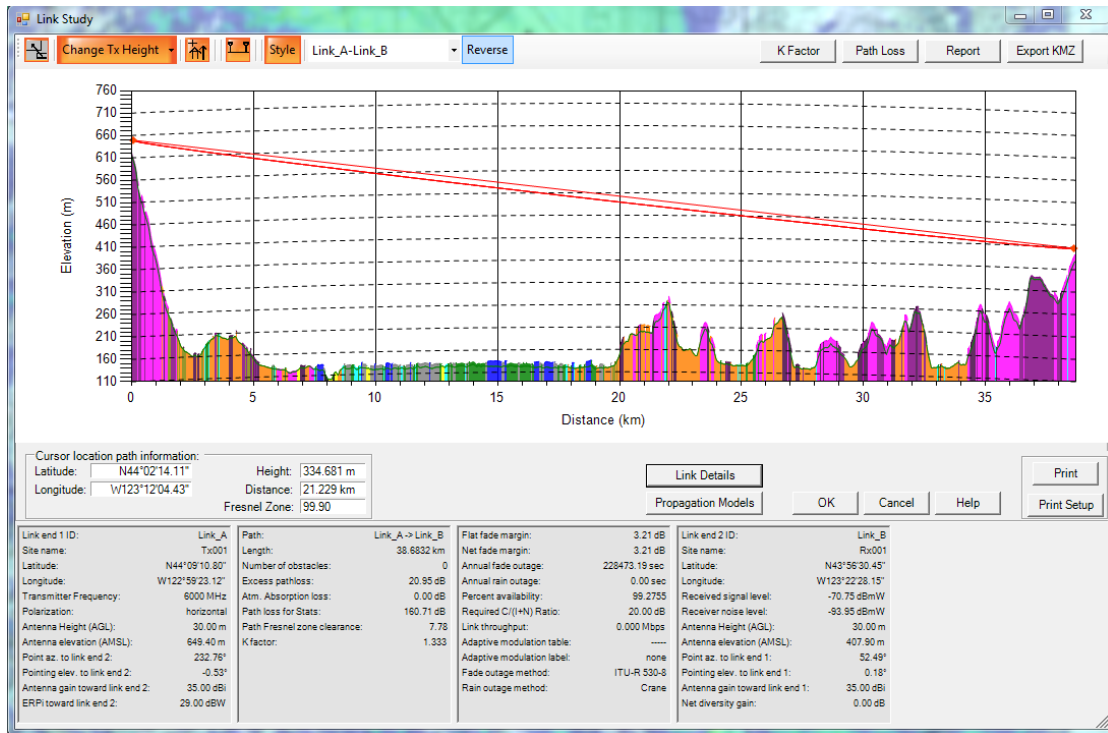 Link Study
Change Tx Height Style Link_A-Link_B Reverse K Factor Path Loss Report Export KMZ
760
710
660
610
560
510
460
410
360
310
260
210
160
110
Elevation (m)
0 5 10 15 20 25 30 35
Distance (km)
Cursor location path information:
Latitude: N44°02'14.11" Height: 334.681 m
Longitude: W123°12'04.43" Distance: 21.229 km
Fresnel Zone: 99.90
Link Details
Propagation Models OK Cancel Help
Print
Print Setup
Link end 1 ID: Link_A
Site name: Tx001
Latitude: N44°09'10.80"
Longitude: W122°59'23.12"
Transmitter Frequency: 6000 MHz
Polarization: horizontal
Antenna Height (AGL): 30.00 m
Antenna elevation (AMSL): 649.40 m
Point az. to link end 2: 232.76°
Pointing elev. to link end 2: -0.53°
Antenna gain toward link end 2: 35.00 dBi
ERPi toward link end 2: 29.00 dBW
Path: Link_A -> Link_B
Length: 38.6832 km
Number of obstacles: 0
Excess pathloss: 20.95 dB
Atm. Absorption loss: 0.00 dB
Path loss for Stats: 160.71 dB
Path Fresnel zone clearance: 7.78
K factor: 1.333
Flat fade margin: 3.21 dB
Net fade margin: 3.21 dB
Annual fade outage: 228473.19 sec
Annual rain outage: 0.00 sec
Percent availability: 99.2755
Required C/(I+N) Ratio: 20.00 dB
Link throughput: 0.000 Mbps
Adaptive modulation table: -----
Adaptive modulation label: none
Fade outage method: ITU-R 530-8
Rain outage method: Crane
Link end 2 ID: Link_B
Site name: Rx001
Latitude: N43°56'30.45"
Longitude: W123°22'28.15"
Received signal level: -70.75 dBmW
Receiver noise level: -93.95 dBmW
Antenna Height (AGL): 30.00 m
Antenna elevation (AMSL): 407.90 m
Point az. to link end 1: 52.49°
Pointing elev. to link end 1: 0.18°
Antenna gain toward link end 1: 35.00 dBi
Net diversity gain: 0.00 dB